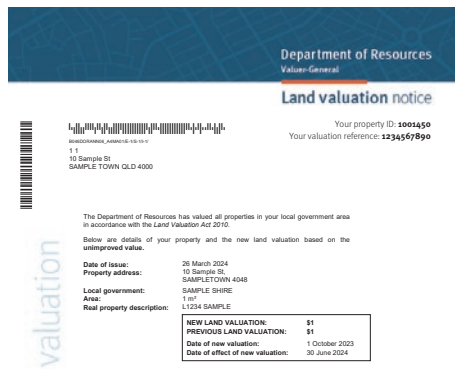 Department of Resources
Valuer-General
Land valuation notice
Your property ID: 1001450
Your valuation reference: 1234567890
1 1
10 Sample St
SAMPLE TOWN QLD 4000
The Department of Resources has valued all properties in your local government area
in accordance with the Land Valuation Act 2010.
Below are details of your property and the new land valuation based on the
unimproved value.
Date of issue: 26 March 2024
Property address: 10 Sample St,
SAMPLETOWN 4048
Local government: SAMPLE SHIRE
Area: 1 m²
Real property description: L1234 SAMPLE
NEW LAND VALUATION: $1
PREVIOUS LAND VALUATION: $1
Date of new valuation: 1 October 2023
Date of effect of new valuation: 30 June 2024
valuation